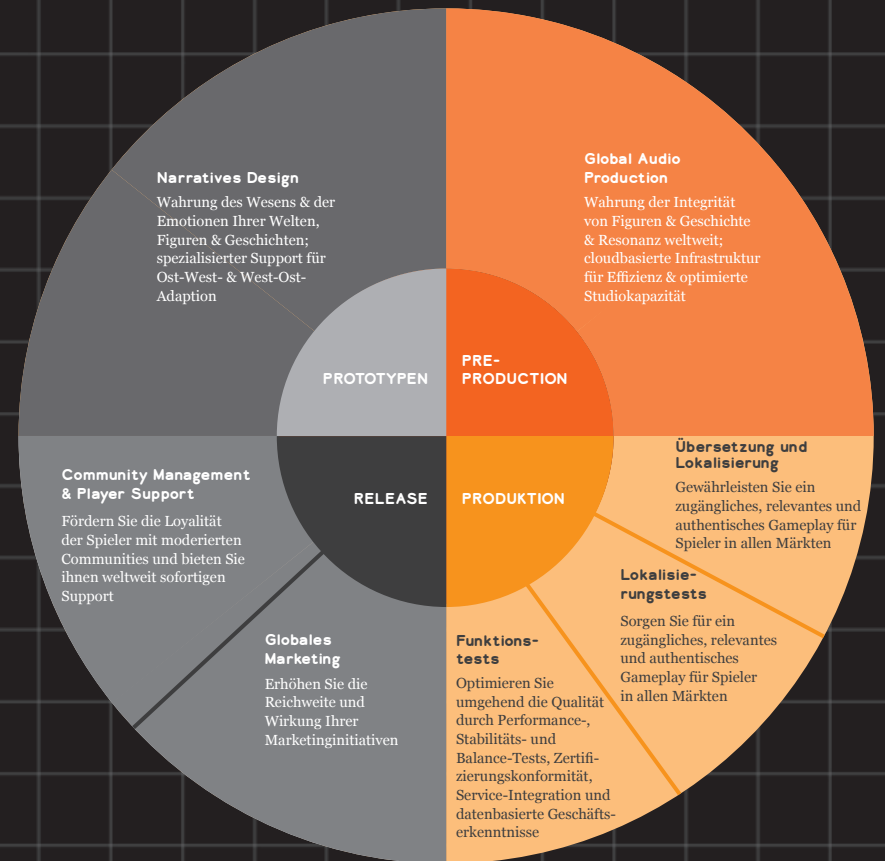 Narratives Design
Wahrung des Wesens & der
Emotionen Ihrer Welten,
Figuren & Geschichten;
spezialisierter Support für
Ost-West- & West-Ost-
Adaption
Global Audio
Production
Wahrung der Integrität
von Figuren & Geschichte
& Resonanz weltweit;
cloudbasierte Infrastruktur
für Effizienz & optimierte
Studiokapazität
PROTOTYPEN
PRE-
PRODUCTION
RELEASE
PRODUKTION
Übersetzung und
Lokalisierung
Gewährleisten Sie ein
zugängliches, relevantes und
authentisches Gameplay für
Spieler in allen Märkten
Lokalisie-
rungstests
Sorgen Sie für ein
zugängliches, relevantes
und authentisches
Gameplay für Spieler
in allen Märkten
Funktions-
tests
Optimieren Sie
umgehend die Qualität
durch Performance-,
Stabilitäts- und
Balance-Tests, Zertifi-
zierungskonformität,
Service-Integration und
datenbasierte Geschäfts-
erkenntnisse
Globales
Marketing
Erhöhen Sie die
Reichweite und
Wirkung Ihrer
Marketinginitiativen
Community Management
& Player Support
Fördern Sie die Loyalität
der Spieler mit moderierten
Communities und bieten Sie
ihnen weltweit sofortigen
Support